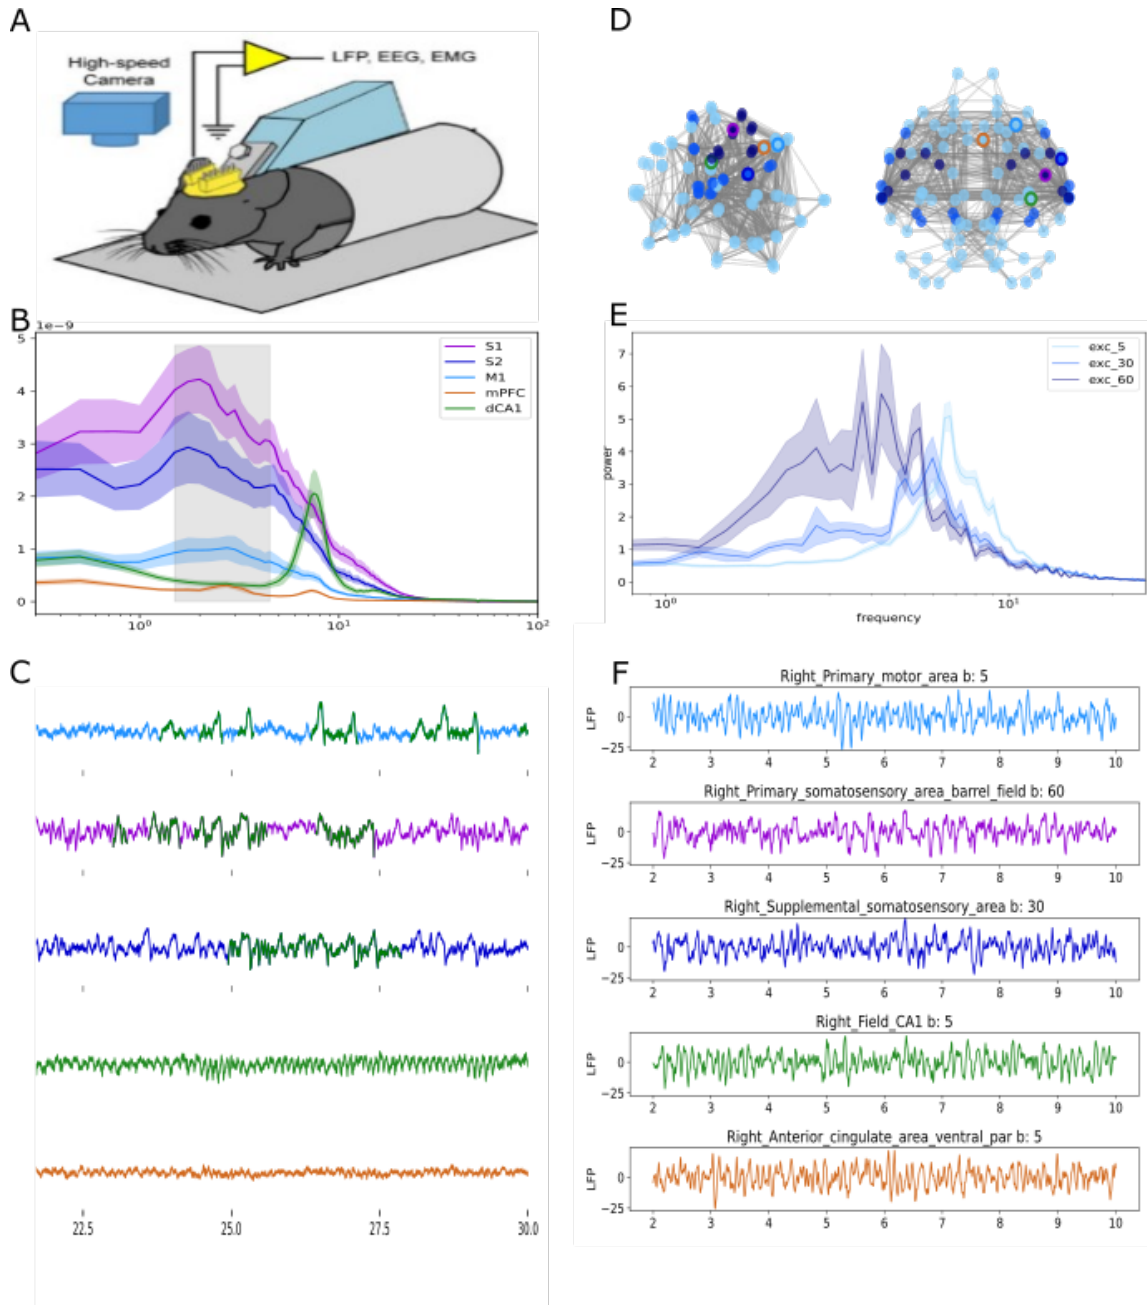 A
High-speed
Camera
LFP, EEG, EMG
B
1e−9
5
4
3
2
1
0
S1
S2
M1
mPFC
dCA1
10⁰ 10¹ 10²
C
22.5 25.0 27.5 30.0
D
E
power
7
6
5
4
3
2
1
0
exc_5
exc_30
exc_60
10⁰ 10¹
frequency
F
Right_Primary_motor_area b: 5
LFP
0
−25
2 3 4 5 6 7 8 9 10
Right_Primary_somatosensory_area_barrel_field b: 60
LFP
0
−25
2 3 4 5 6 7 8 9 10
Right_Supplemental_somatosensory_area b: 30
LFP
0
−25
2 3 4 5 6 7 8 9 10
Right_Field_CA1 b: 5
LFP
0
−25
2 3 4 5 6 7 8 9 10
Right_Anterior_cingulate_area_ventral_par b: 5
LFP
0
−25
2 3 4 5 6 7 8 9 10